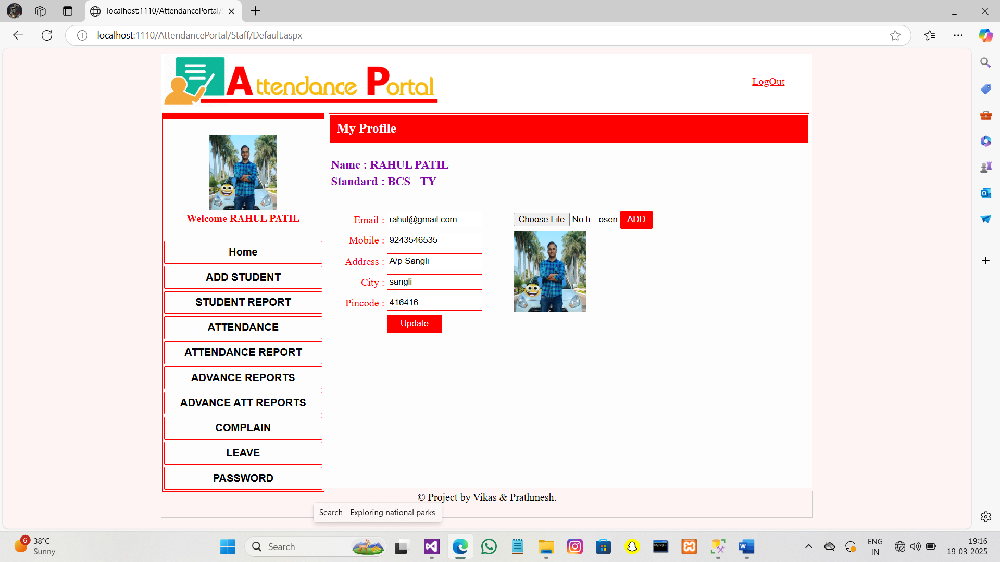 localhost:1110/AttendancePortal/
localhost:1110/AttendancePortal/Staff/Default.aspx
Attendance Portal
LogOut
My Profile
Welcome RAHUL PATIL
Home
ADD STUDENT
STUDENT REPORT
ATTENDANCE
ATTENDANCE REPORT
ADVANCE REPORTS
ADVANCE ATT REPORTS
COMPLAIN
LEAVE
PASSWORD
Name : RAHUL PATIL
Standard : BCS - TY
Email : rahul@gmail.com
Mobile : 9243546535
Address : A/p Sangli
City : sangli
Pincode : 416416
Update
Choose File No fi...osen ADD
© Project by Vikas & Prathmesh.
Search - Exploring national parks
6
38°C
Sunny
Search
MySQL
ENG
IN
19:16
19-03-2025